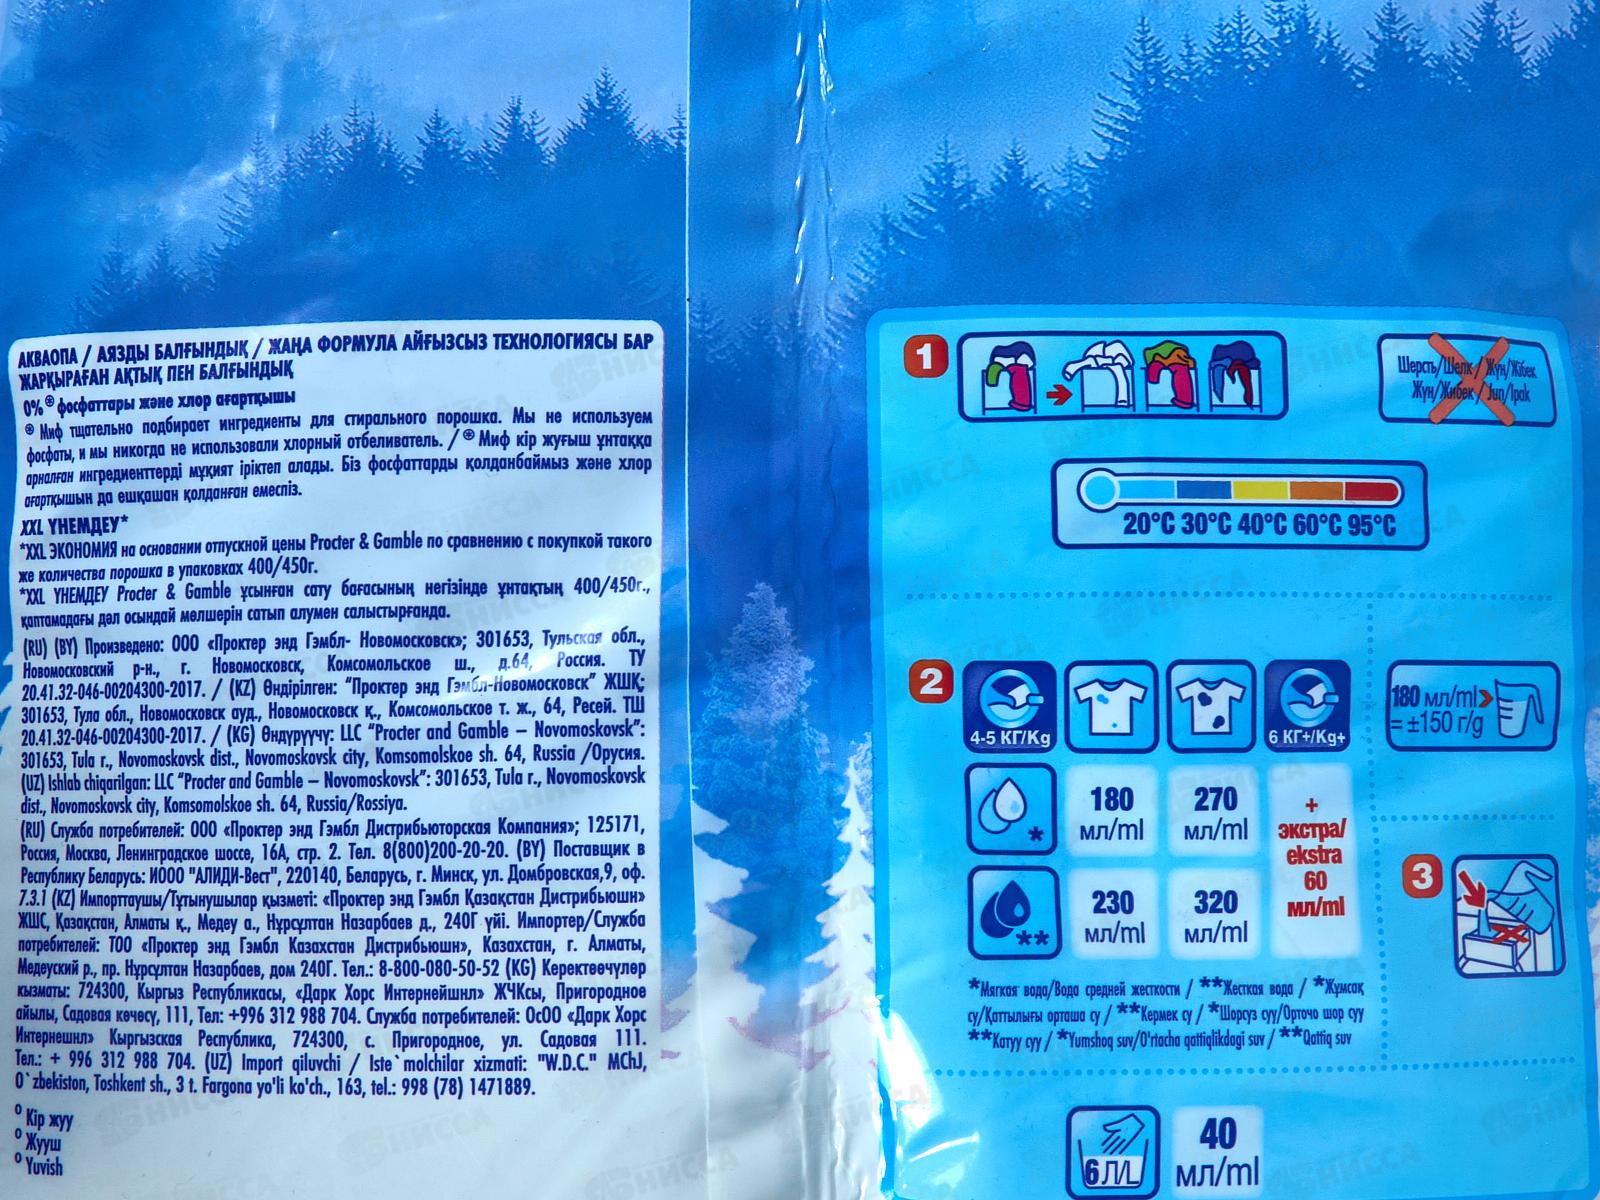 АКВАОПА / АЯЗДЫ БАЛҒЫНДЫҚ / ЖАҢА ФОРМУЛА АЙҒЫЗСЫЗ ТЕХНОЛОГИЯСЫ БАР
ЖАРҚЫРАҒАН АҚТЫҚ ПЕН БАЛҒЫНДЫҚ
0%® фосфаттары және хлор ағартқышы
® Миф тщательно подбирает ингредиенты для стирального порошка. Мы не используем
фосфаты, и мы никогда не использовали хлорный отбеливатель. / ® Миф кір жуғыш ұнтаққа
арналған ингредиенттерді мұқият іріктеп алады. Біз фосфаттарды қолданбаймыз және хлор
ағартқышын да ешқашан қолданған емеспіз.
XXL ҮНЕМДЕУ*
*XXL ЭКОНОМИЯ на основании отпускной цены Procter & Gamble по сравнению с покупкой такого
же количества порошка в упаковках 400/450г.
*XXL ҮНЕМДЕУ Procter & Gamble ұсынған сату бағасының негізінде ұнтақтың 400/450г.,
қаптамадағы дәл осындай мөлшерін сатып алумен салыстырғанда.
(RU) (BY) Произведено: ООО «Проктер энд Гэмбл- Новомосковск»; 301653, Тульская обл.,
Новомосковский р-н., г. Новомосковск, Комсомольское ш., д.64, Россия. ТУ
20.41.32-046-00204300-2017. / (KZ) Өндірілген: "Проктер энд Гэмбл-Новомосковск" ЖШҚ;
301653, Тула обл., Новомосковск ауд., Новомосковск қ., Комсомольское т. ж., 64, Ресей. ТШ
20.41.32-046-00204300-2017. / (KG) Өндүрүүчү: LLC "Procter and Gamble – Novomoskovsk":
301653, Tula r., Novomoskovsk dist., Novomoskovsk city, Komsomolskoe sh. 64, Russia /Орусия.
(UZ) Ishlab chiqarilgan: LLC "Procter and Gamble – Novomoskovsk": 301653, Tula r., Novomoskovsk
dist., Novomoskovsk city, Komsomolskoe sh. 64, Russia/Rossiya.
(RU) Служба потребителей: ООО «Проктер энд Гэмбл Дистрибьюторская Компания»; 125171,
Россия, Москва, Ленинградское шоссе, 16А, стр. 2. Тел. 8(800)200-20-20. (BY) Поставщик в
Республику Беларусь: ИООО "АЛИДИ-Вест", 220140, Беларусь, г. Минск, ул. Домбровская,9, оф.
7.3.1 (KZ) Импорттаушы/Тұтынушылар қызметі: «Проктер энд Гэмбл Қазақстан Дистрибьюшн»
ЖШС, Қазақстан, Алматы қ., Медеу а., Нұрсұлтан Назарбаев д., 240Г үйі. Импортер/Служба
потребителей: ТОО «Проктер энд Гэмбл Казахстан Дистрибьюшн», Казахстан, г. Алматы,
Медеуский р., пр. Нұрсұлтан Назарбаев, дом 240Г. Тел.: 8-800-080-50-52 (KG) Керектөөчүлөр
кызматы: 724300, Кыргыз Республикасы, «Дарк Хорс Интернейшнл» ЖЧКсы, Пригородное
айылы, Садовая көчөсү, 111, Тел: +996 312 988 704. Служба потребителей: ОсОО «Дарк Хорс
Интернешнл» Кыргызская Республика, 724300, с. Пригородное, ул. Садовая 111.
Тел.: + 996 312 988 704. (UZ) Import qiluvchi / Iste`molchilar xizmati: "W.D.C." MChJ,
O`zbekiston, Toshkent sh., 3 t. Fargona yo'li ko'ch., 163, tel.: 998 (78) 1471889.
° Кір жуу
° Жууш
° Yuvish
1
Шерсть/Шелк / Жүн/Жібек
Жүн/Жибек / Jun/Ipak
20°C 30°C 40°C 60°C 95°C
2
4-5 КГ/Kg
6 КГ+/Kg+
180 мл/ml
= ±150 г/g
*
180
мл/ml
270
мл/ml
+
экстра/
ekstra
60
мл/ml
**
230
мл/ml
320
мл/ml
3
*Мягкая вода/Вода средней жесткости / **Жесткая вода / *Жұмсақ
су/Қаттылығы орташа су / **Кермек су / *Шорсуз суу/Орточо шор суу
**Катуу суу / *Yumshoq suv/O'rtacha qattiqlikdagi suv / **Qattiq suv
6 Л/L
40
мл/ml